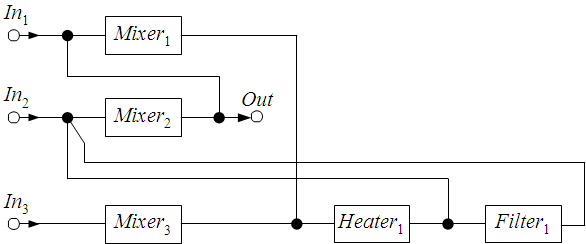 In₁
Mixer₁
In₂
Mixer₂
Out
In₃
Mixer₃
Heater₁
Filter₁